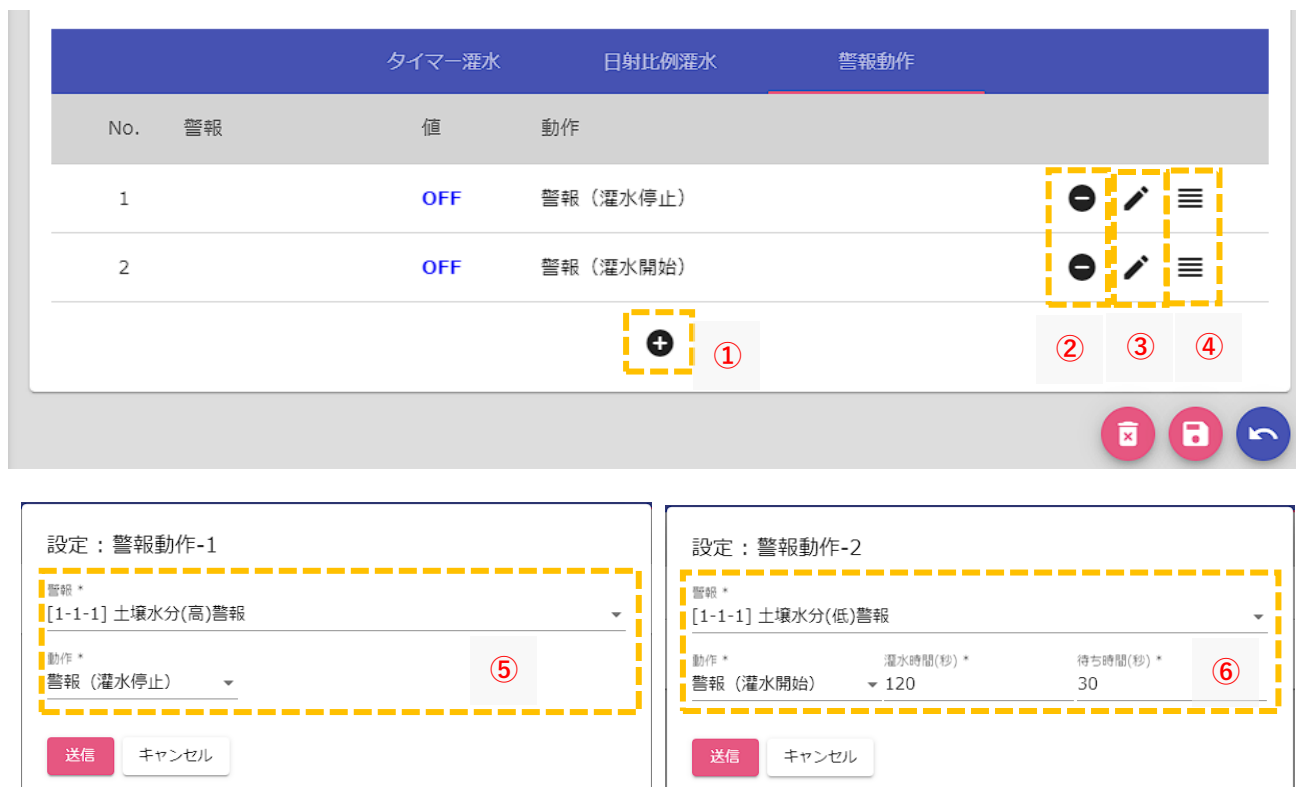 タイマー灌水 日射比例灌水 警報動作
No. 警報 値 動作
1 OFF 警報（灌水停止）
2 OFF 警報（灌水開始）
① ② ③ ④
設定：警報動作-1
警報 *
[1-1-1] 土壌水分(高)警報
動作 *
警報（灌水停止）
⑤
送信 キャンセル
設定：警報動作-2
警報 *
[1-1-1] 土壌水分(低)警報
動作 * 灌水時間(秒) * 待ち時間(秒) *
警報（灌水開始） 120 30
⑥
送信 キャンセル